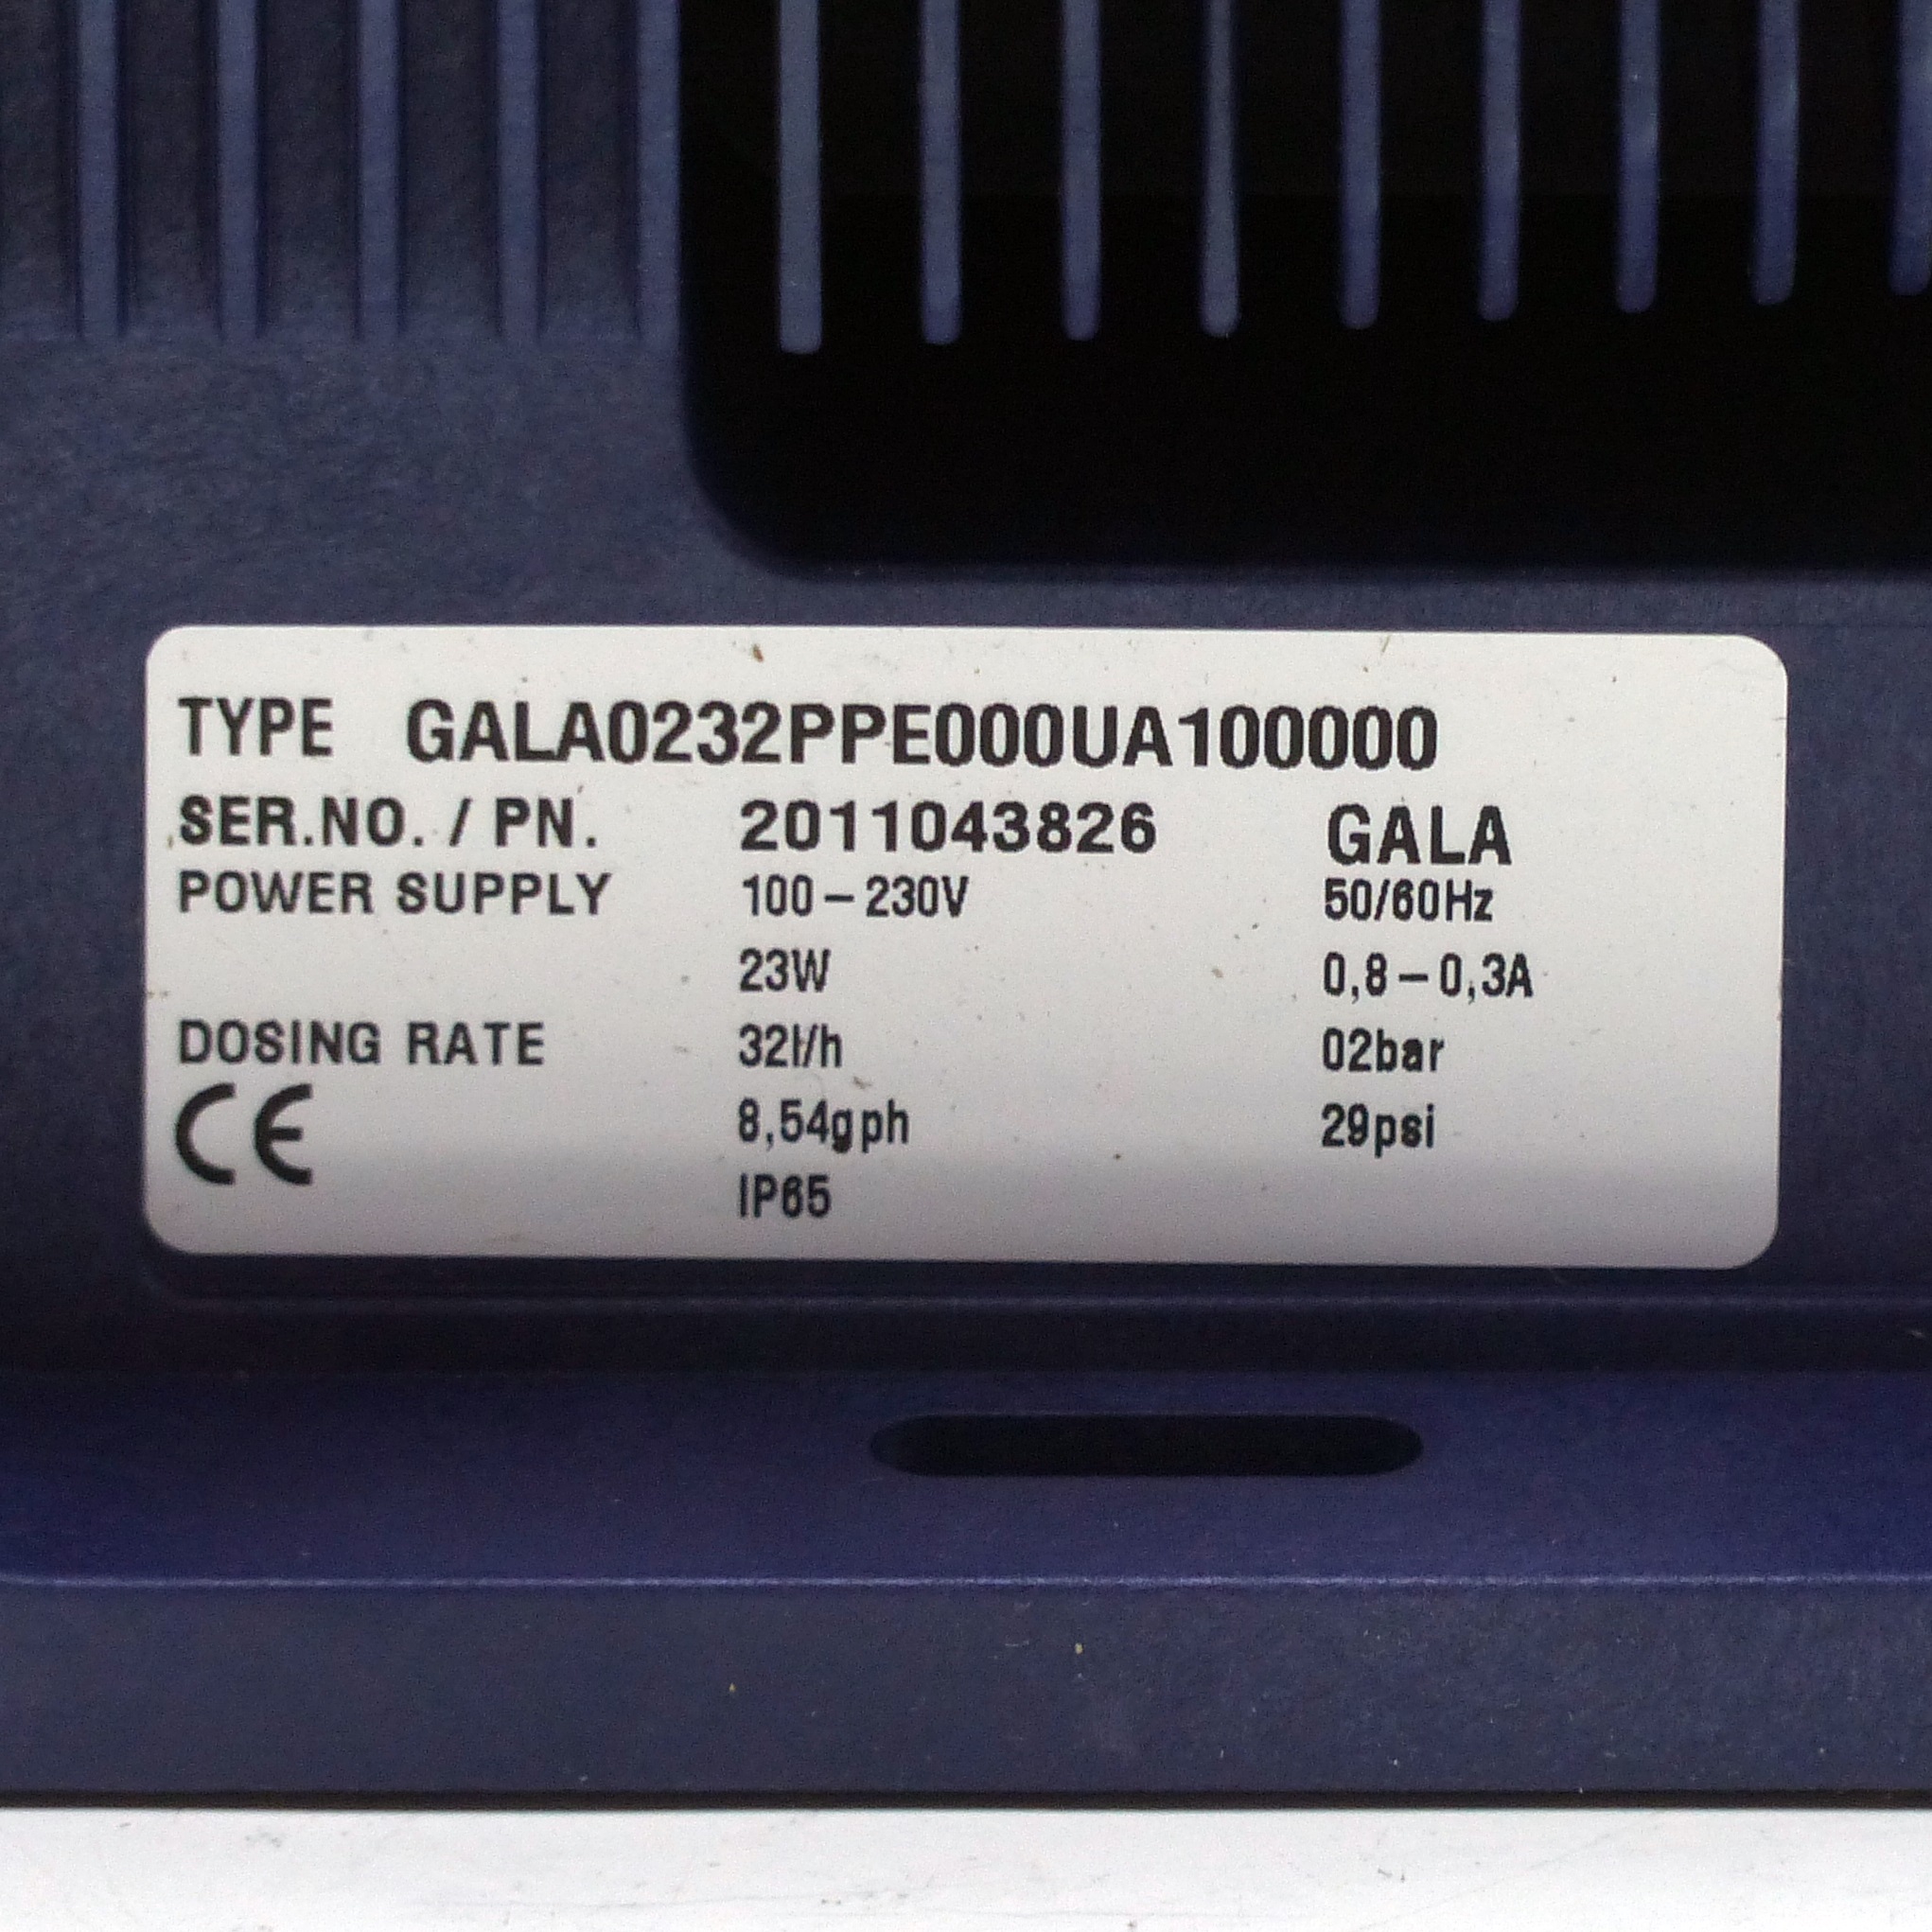 TYPE GALA0232PPE000UA100000
SER.NO. / PN. 2011043826 GALA
POWER SUPPLY 100–230V 50/60Hz
23W 0,8–0,3A
DOSING RATE 32l/h 02bar
CE 8,54gph 29psi
IP65